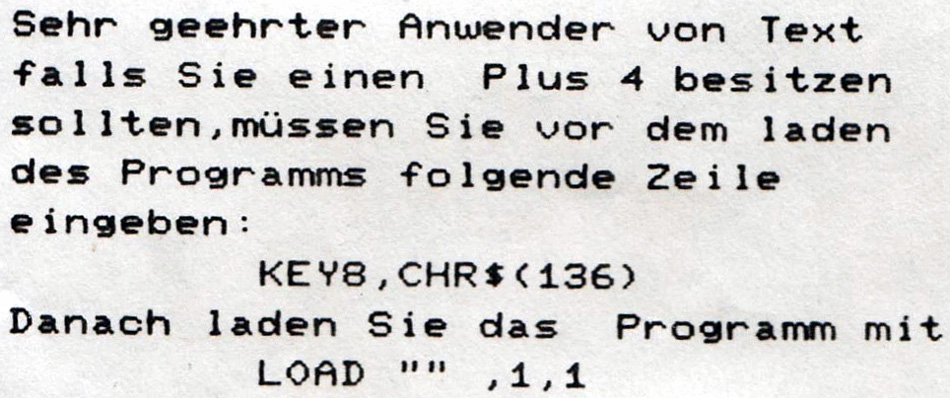 Sehr geehrter Anwender von Text
falls Sie einen  Plus 4 besitzen
sollten,müssen Sie vor dem laden
des Programms folgende Zeile
eingeben:
KEY8,CHR$(136)
Danach laden Sie das  Programm mit
LOAD "" ,1,1